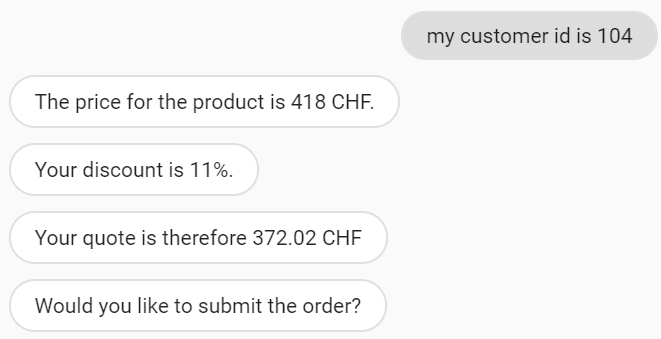 my customer id is 104
The price for the product is 418 CHF.
Your discount is 11%.
Your quote is therefore 372.02 CHF
Would you like to submit the order?